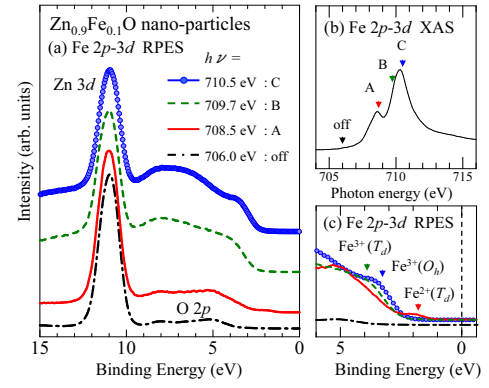 Zn0.9Fe0.1O nano-particles
(a) Fe 2p-3d RPES
Zn 3d
hν =
710.5 eV : C
709.7 eV : B
708.5 eV : A
706.0 eV : off
O 2p
Intensity (arb. units)
15 10 5 0
Binding Energy (eV)
(b) Fe 2p-3d XAS
C
B
A
off
705 710 715
Photon energy (eV)
(c) Fe 2p-3d RPES
Fe3+(Td)
Fe3+(Oh)
Fe2+(Td)
5 0
Binding Energy (eV)